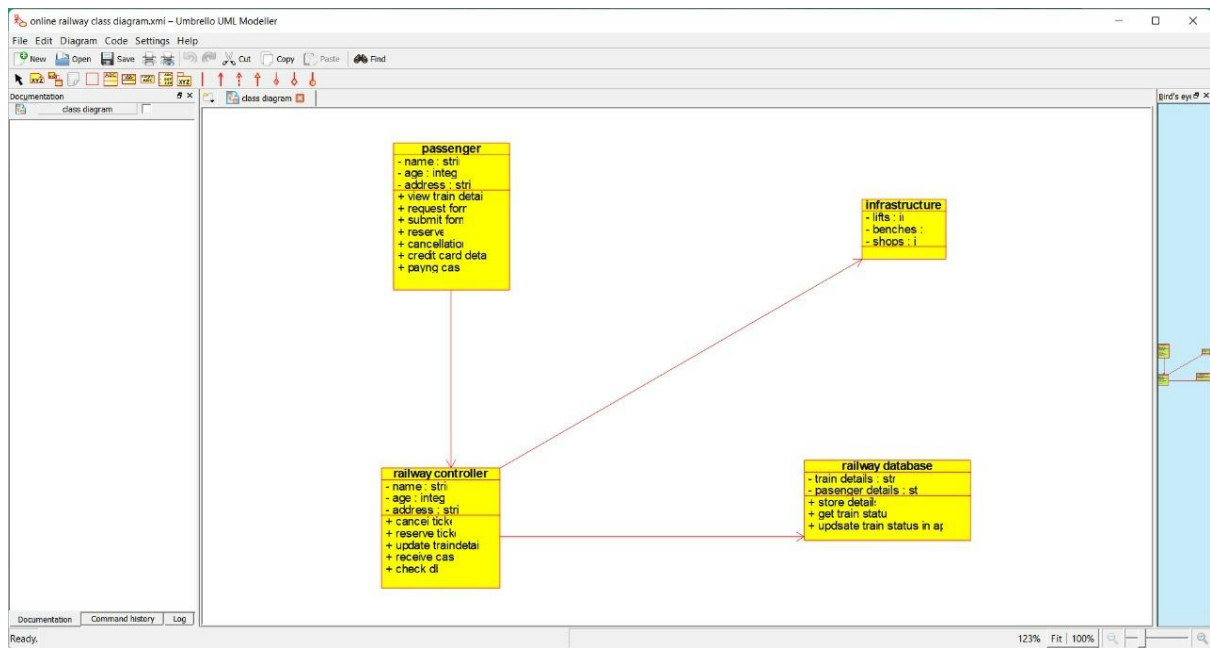 online railway class diagram.xmi – Umbrello UML Modeller
File Edit Diagram Code Settings Help
New Open Save Cut Copy Paste Find
Documentation
class diagram
class diagram
Bird's eye
passenger
- name : stri
- age : integ
- address : stri
+ view train detai
+ request forr
+ submit forr
+ reserve
+ cancellatio
+ credit card deta
+ payng cas
infrastructure
- lifts : i
- benches :
- shops : i
railway controller
- name : stri
- age : integ
- address : stri
+ cancel ticke
+ reserve ticke
+ update traindetai
+ receive cas
+ check d
railway database
- train details : str
- pasenger details : st
+ store details
+ get train statu
+ updsate train status in ap
Documentation Command history Log
Ready.
123% Fit 100%